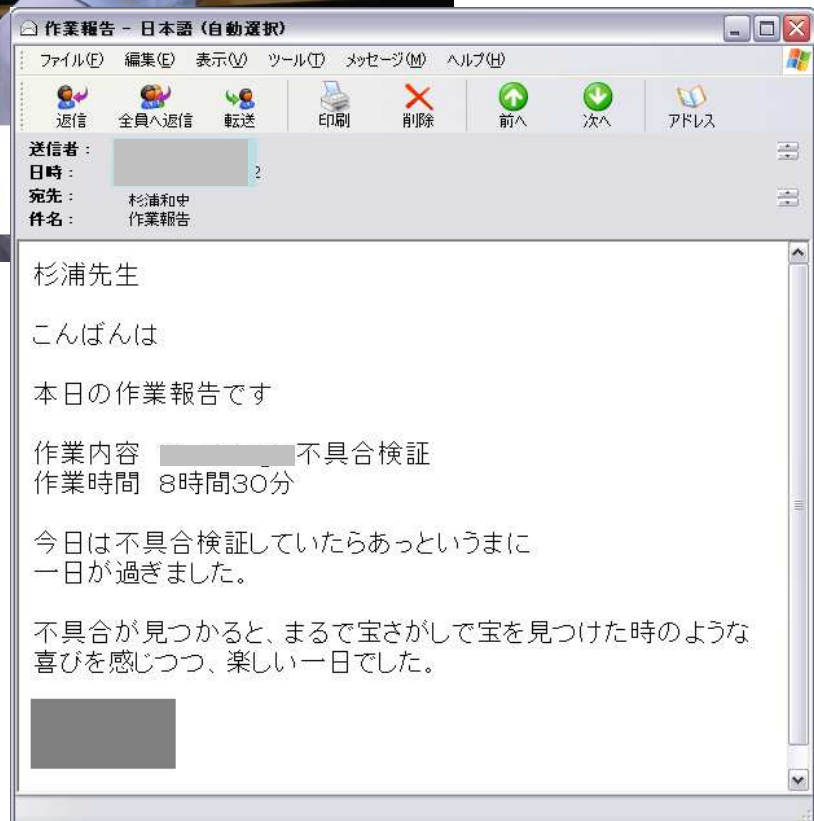 作業報告 - 日本語 (自動選択)
ファイル(F) 編集(E) 表示(V) ツール(T) メッセージ(M) ヘルプ(H)
返信 全員へ返信 転送 印刷 削除 前へ 次へ アドレス
送信者:
日時: 2
宛先: 杉浦和史
件名: 作業報告
杉浦先生
こんばんは
本日の作業報告です
作業内容 不具合検証
作業時間 8時間30分
今日は不具合検証していたらあっというまに
一日が過ぎました。
不具合が見つかると、まるで宝さがしで宝を見つけた時のような
喜びを感じつつ、楽しい一日でした。